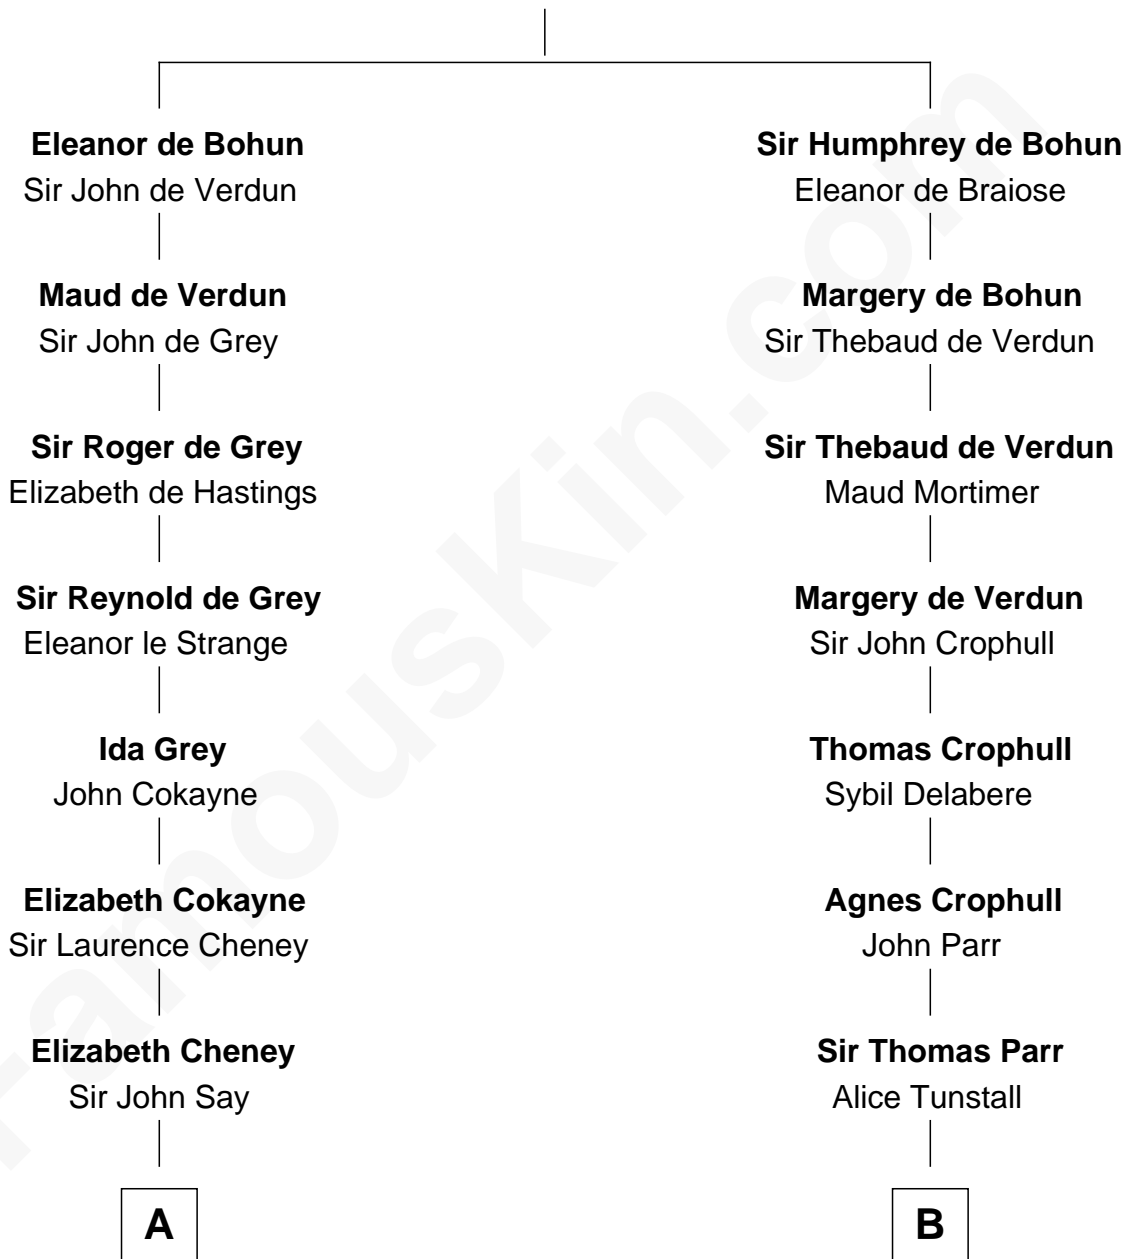 Eleanor de Bohun
Sir John de Verdun
Maud de Verdun
Sir John de Grey
Sir Roger de Grey
Elizabeth de Hastings
Sir Reynold de Grey
Eleanor le Strange
Ida Grey
John Cokayne
Elizabeth Cokayne
Sir Laurence Cheney
Elizabeth Cheney
Sir John Say
A
Sir Humphrey de Bohun
Eleanor de Braiose
Margery de Bohun
Sir Thebaud de Verdun
Sir Thebaud de Verdun
Maud Mortimer
Margery de Verdun
Sir John Crophull
Thomas Crophull
Sybil Delabere
Agnes Crophull
John Parr
Sir Thomas Parr
Alice Tunstall
B
FamousKin.com